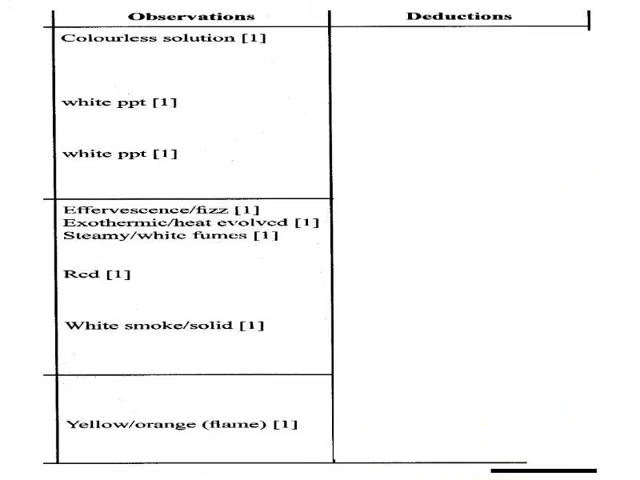 Observations Deductions
Colourless solution [1]
white ppt [1]
white ppt [1]
Effervescence/fizz [1]
Exothermic/heat evolved [1]
Steamy/white fumes [1]
Red [1]
White smoke/solid [1]
Yellow/orange (flame) [1]